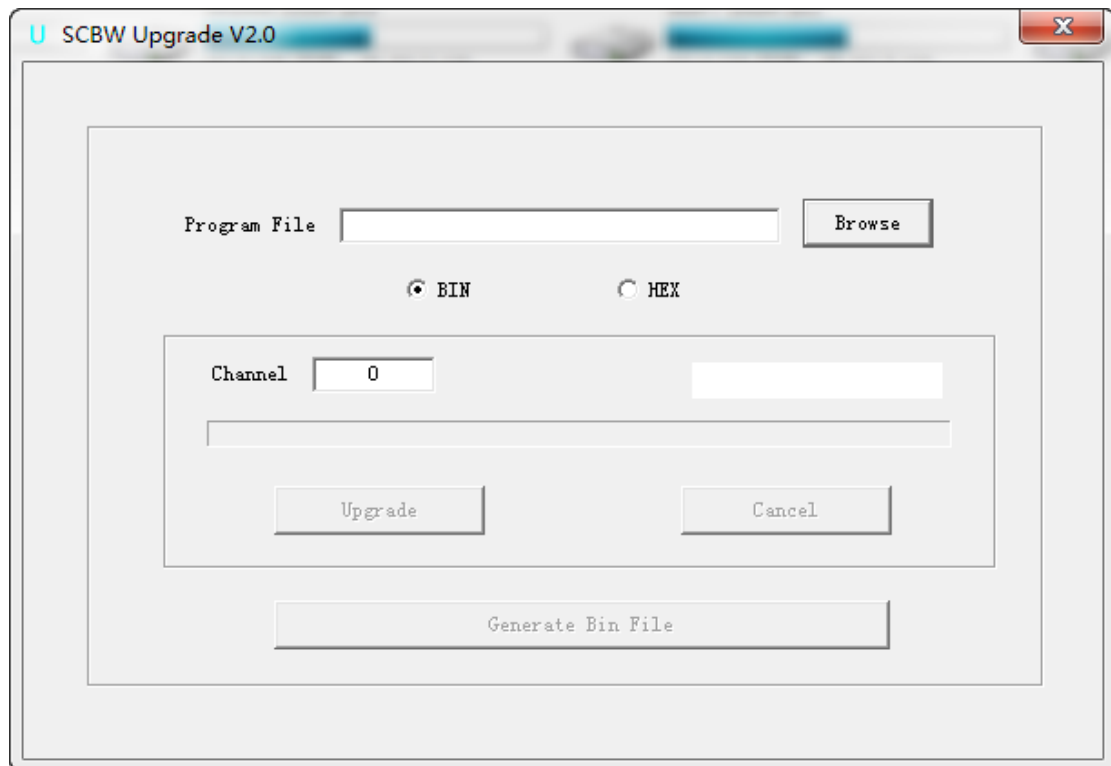 U SCBW Upgrade V2.0
X
Program File
Browse
BIN
HEX
Channel
0
Upgrade
Cancel
Generate Bin File